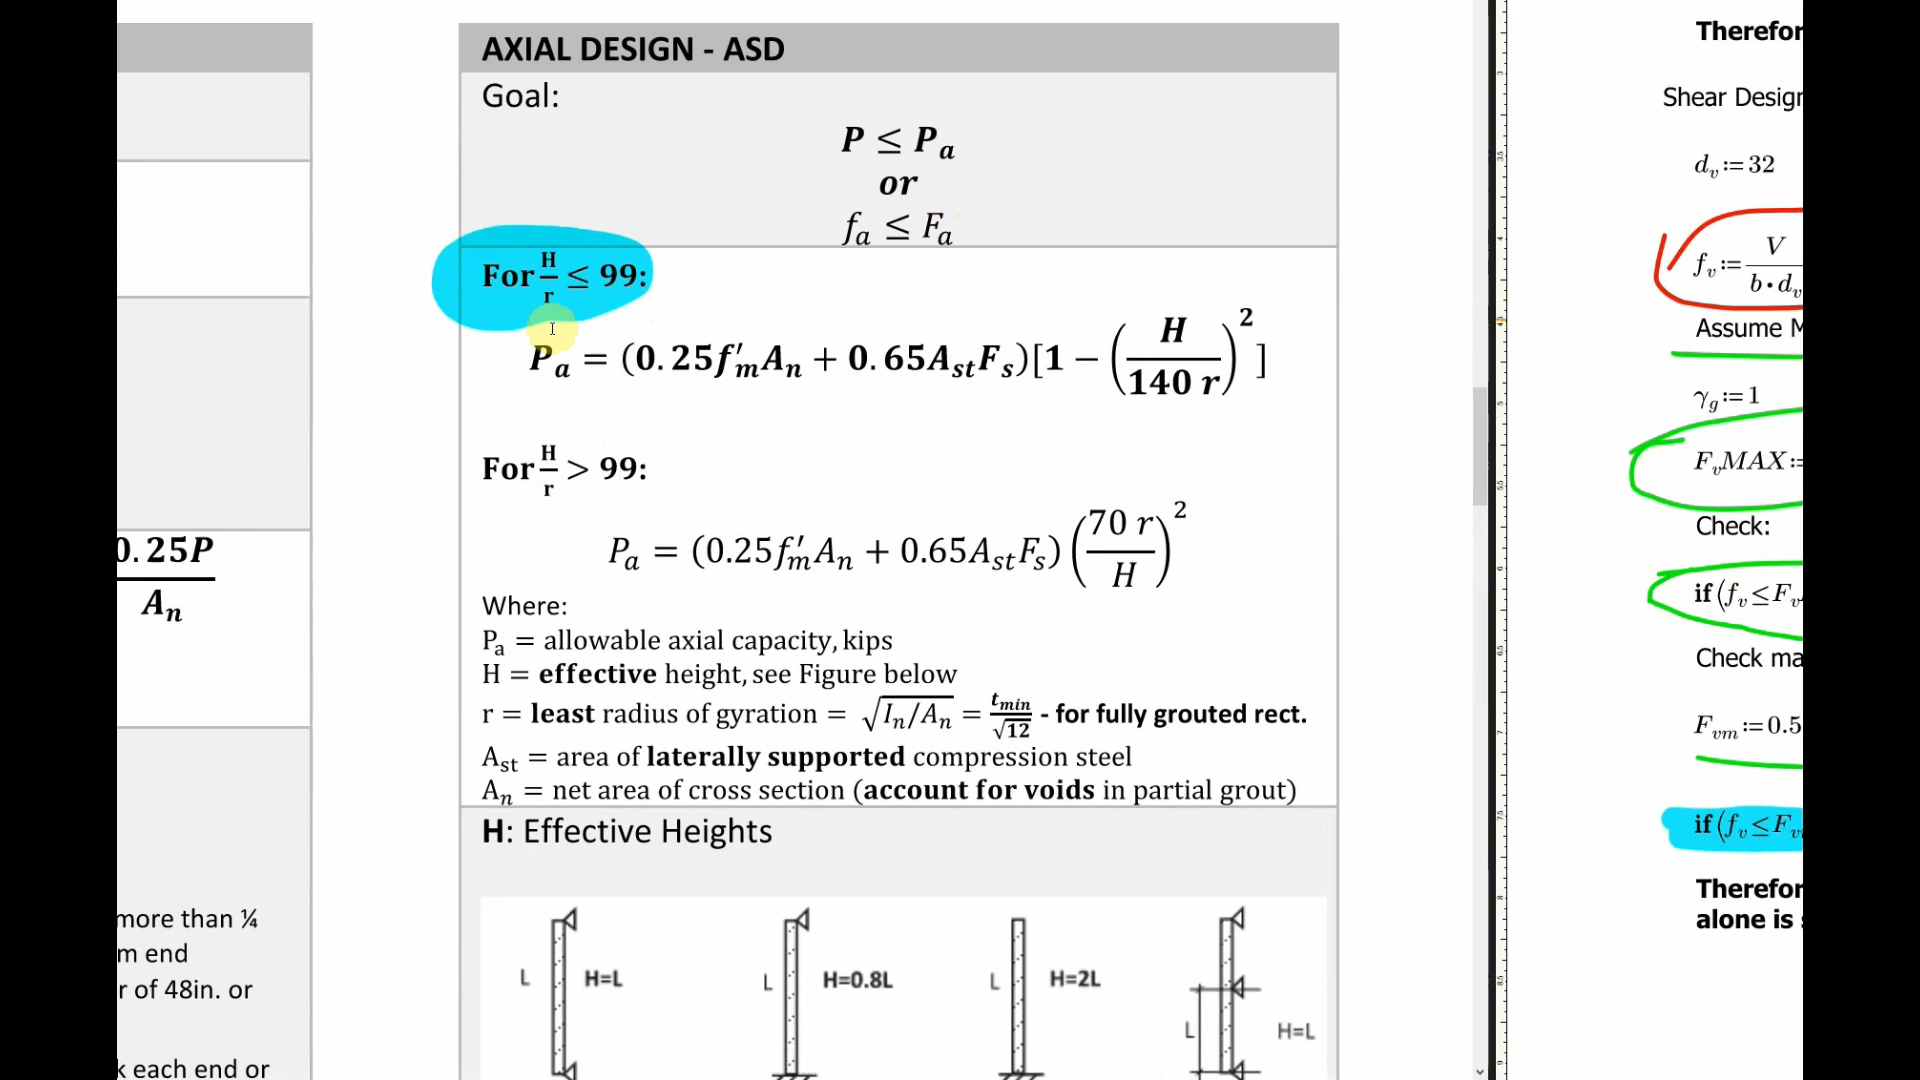 0.25P
Aₙ
more than ¼
m end
r of 48in. or
k each end or
AXIAL DESIGN - ASD
Goal:
P ≤ Pₐ
or
fₐ ≤ Fₐ
For H/r ≤ 99:
Pₐ = (0.25f′ₘAₙ + 0.65AₛₜFₛ)[1 − (H/140 r)²]
For H/r > 99:
Pₐ = (0.25f′ₘAₙ + 0.65AₛₜFₛ)(70 r/H)²
Where:
Pₐ = allowable axial capacity, kips
H = effective height, see Figure below
r = least radius of gyration = √Iₙ/Aₙ = tₘᵢₙ/√12 - for fully grouted rect.
Aₛₜ = area of laterally supported compression steel
Aₙ = net area of cross section (account for voids in partial grout)
H: Effective Heights
L H=L
L H=0.8L
L H=2L
L H=L
Therefor
Shear Design
dᵥ:=32
fᵥ:= V/b·dᵥ
Assume M
γg:=1
FᵥMAX:=
Check:
if (fᵥ≤Fᵥ
Check ma
Fᵥₘ:=0.5
if (fᵥ≤Fᵥ
Therefor
alone is